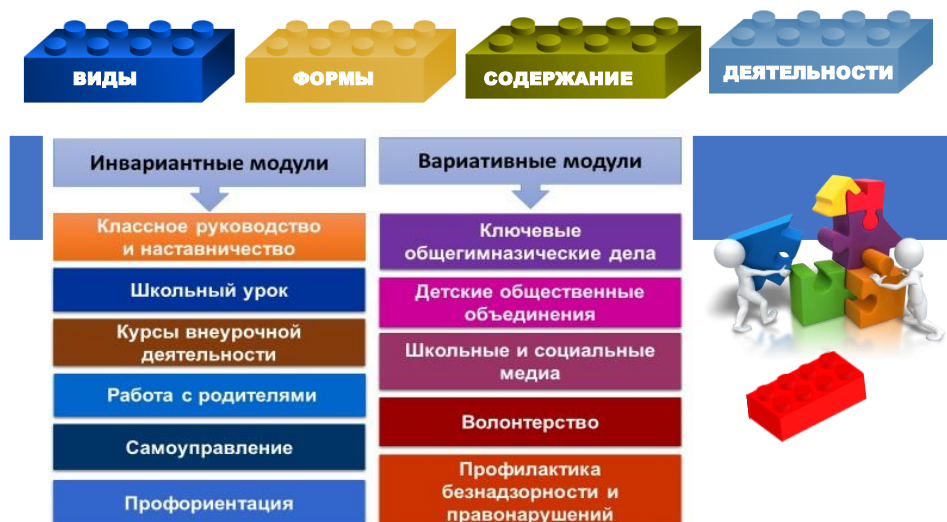 ВИДЫ
ФОРМЫ
СОДЕРЖАНИЕ
ДЕЯТЕЛЬНОСТИ
Инвариантные модули
Классное руководство
и наставничество
Школьный урок
Курсы внеурочной
деятельности
Работа с родителями
Самоуправление
Профориентация
Вариативные модули
Ключевые
общегимназические дела
Детские общественные
объединения
Школьные и социальные
медиа
Волонтерство
Профилактика
безнадзорности и
правонарушений